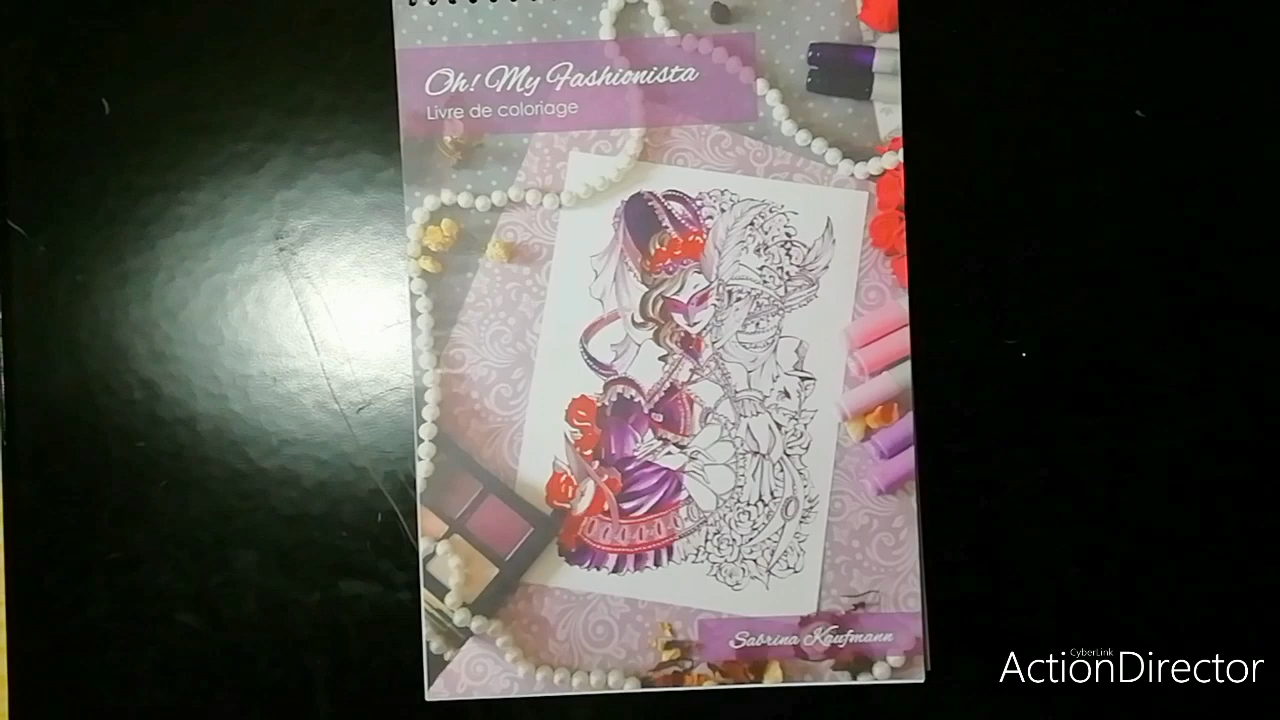 Oh! My Fashionista
Livre de coloriage
Sabrina Kaufmann
CyberLink
ActionDirector